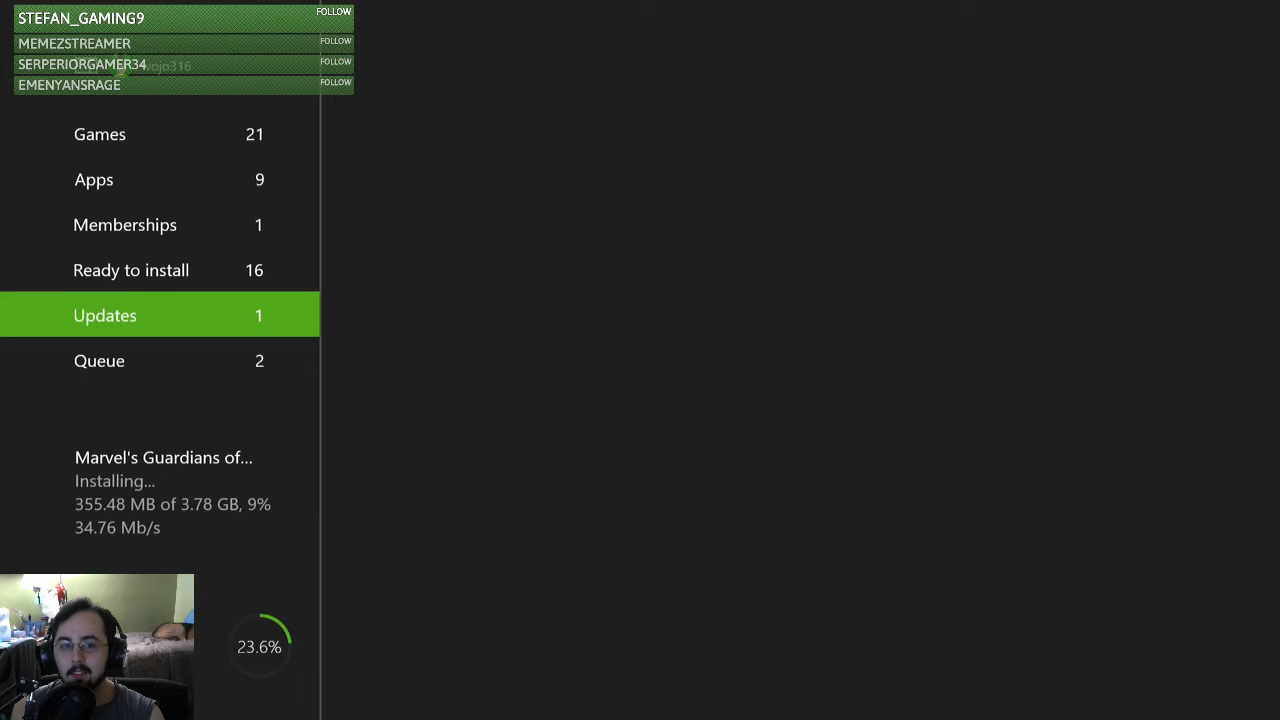 STEFAN_GAMING9 FOLLOW
MEMEZSTREAMER FOLLOW
SERPERIORGAMER34 wojo316 FOLLOW
EMENYANSRAGE FOLLOW
Games 21
Apps 9
Memberships 1
Ready to install 16
Updates 1
Queue 2
Marvel's Guardians of...
Installing...
355.48 MB of 3.78 GB, 9%
34.76 Mb/s
23.6%